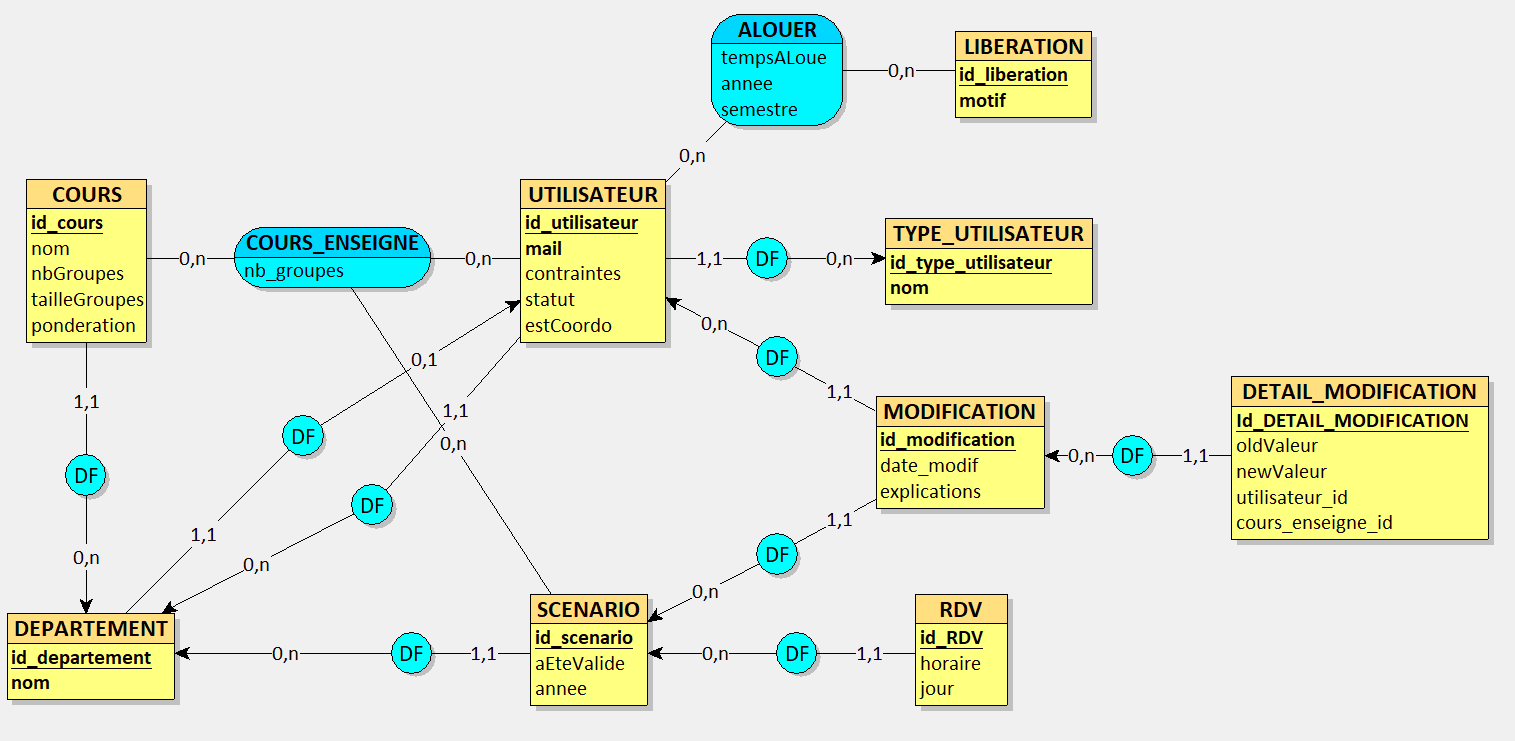 ALOUER
tempsALoue
annee
semestre
0,n
LIBERATION
id_liberation
motif
0,n
COURS
id_cours
nom
nbGroupes
tailleGroupes
ponderation
0,n
COURS_ENSEIGNE
nb_groupes
0,n
UTILISATEUR
id_utilisateur
mail
contraintes
statut
estCoordo
1,1
DF
0,n
TYPE_UTILISATEUR
id_type_utilisateur
nom
0,n
DF
1,1
0,1
DF
1,1
1,1
DF
0,n
0,n
1,1
DF
0,n
MODIFICATION
id_modification
date_modif
explications
0,n
DF
1,1
DETAIL_MODIFICATION
Id_DETAIL_MODIFICATION
oldValeur
newValeur
utilisateur_id
cours_enseigne_id
1,1
DF
0,n
DEPARTEMENT
id_departement
nom
0,n
DF
1,1
SCENARIO
id_scenario
aEteValide
annee
0,n
DF
1,1
RDV
id_RDV
horaire
jour